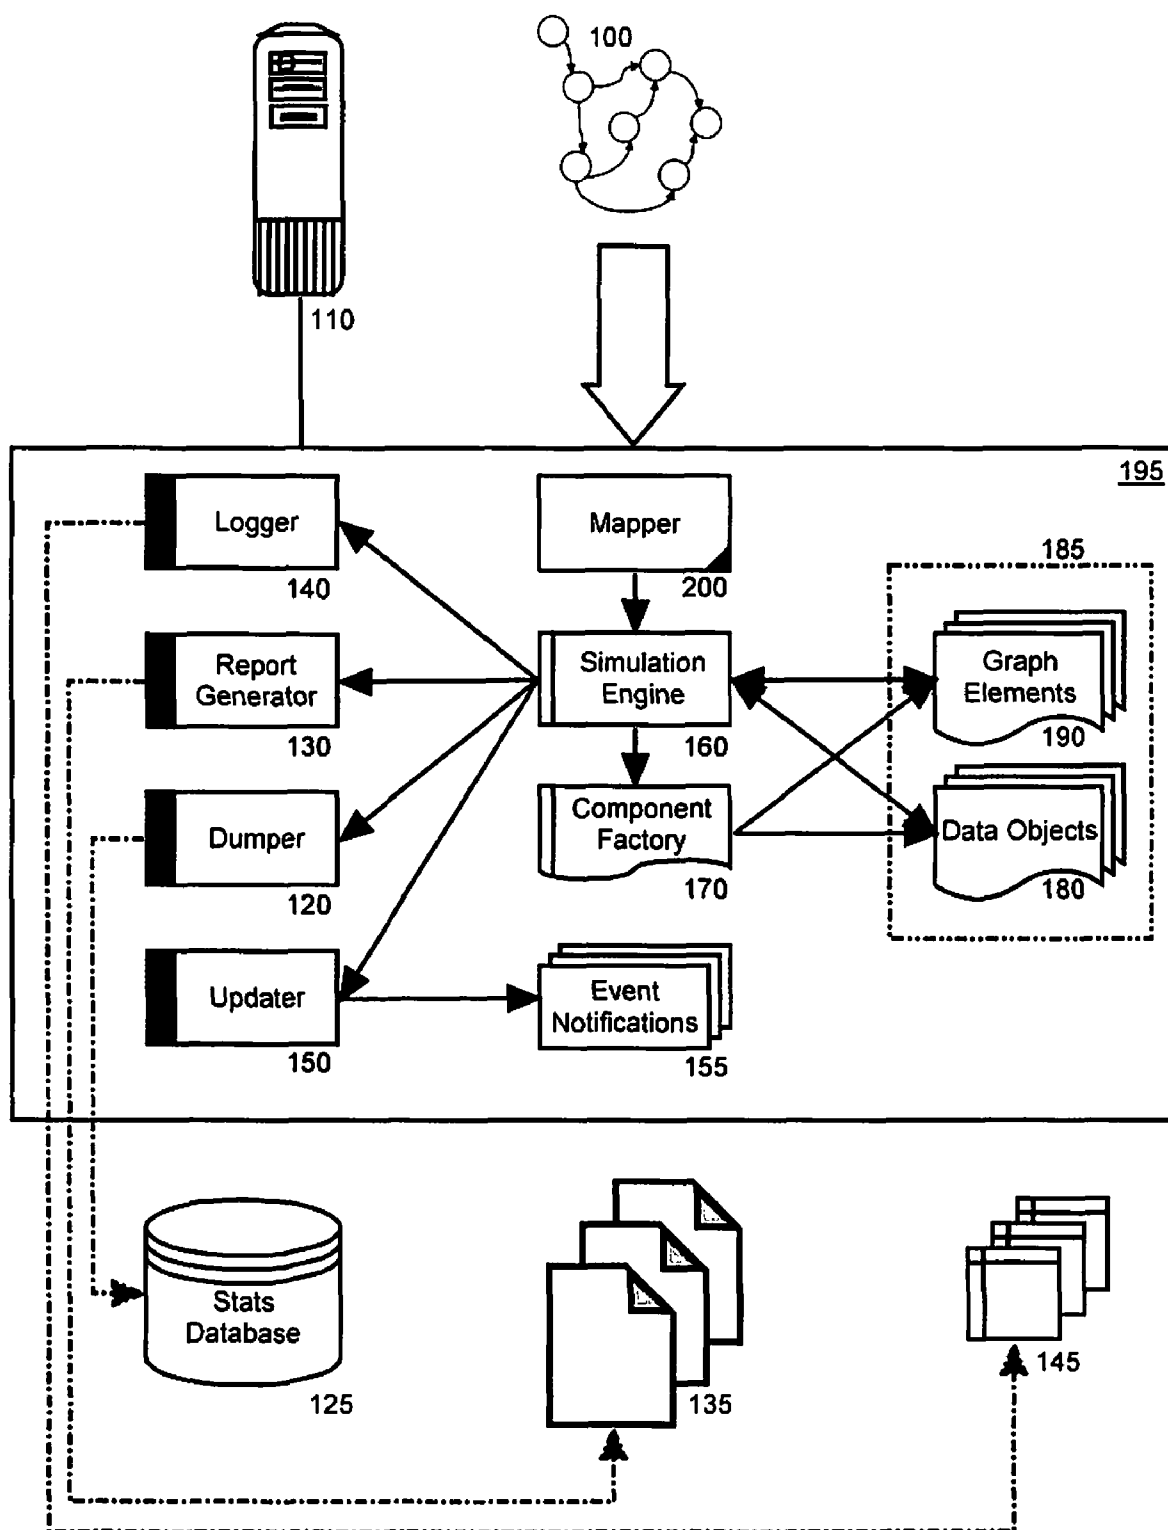 100
110
195
Logger
140
Mapper
200
185
Report
Generator
130
Simulation
Engine
160
Graph
Elements
190
Dumper
120
Component
Factory
170
Data Objects
180
Updater
150
Event
Notifications
155
Stats
Database
125
135
145